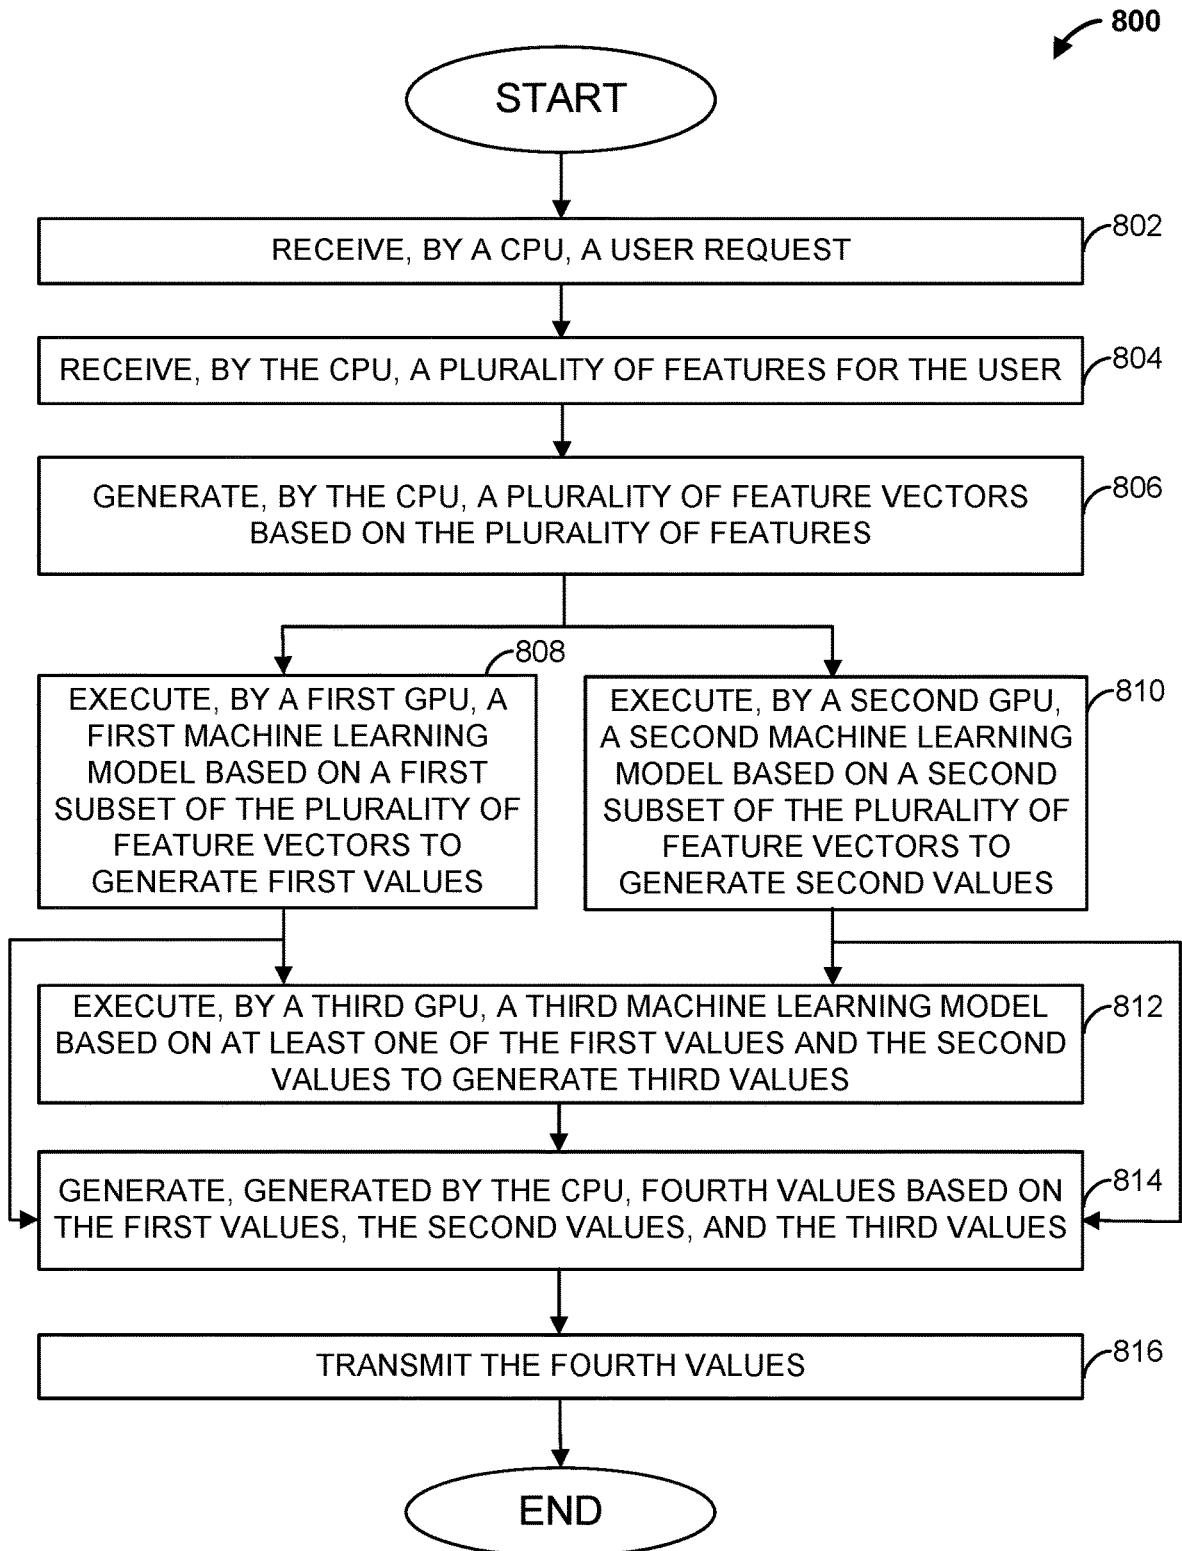 800
START
RECEIVE, BY A CPU, A USER REQUEST
802
RECEIVE, BY THE CPU, A PLURALITY OF FEATURES FOR THE USER
804
GENERATE, BY THE CPU, A PLURALITY OF FEATURE VECTORS
BASED ON THE PLURALITY OF FEATURES
806
808
EXECUTE, BY A FIRST GPU, A
FIRST MACHINE LEARNING
MODEL BASED ON A FIRST
SUBSET OF THE PLURALITY OF
FEATURE VECTORS TO
GENERATE FIRST VALUES
810
EXECUTE, BY A SECOND GPU,
A SECOND MACHINE LEARNING
MODEL BASED ON A SECOND
SUBSET OF THE PLURALITY OF
FEATURE VECTORS TO
GENERATE SECOND VALUES
EXECUTE, BY A THIRD GPU, A THIRD MACHINE LEARNING MODEL
BASED ON AT LEAST ONE OF THE FIRST VALUES AND THE SECOND
VALUES TO GENERATE THIRD VALUES
812
GENERATE, GENERATED BY THE CPU, FOURTH VALUES BASED ON
THE FIRST VALUES, THE SECOND VALUES, AND THE THIRD VALUES
814
TRANSMIT THE FOURTH VALUES
816
END